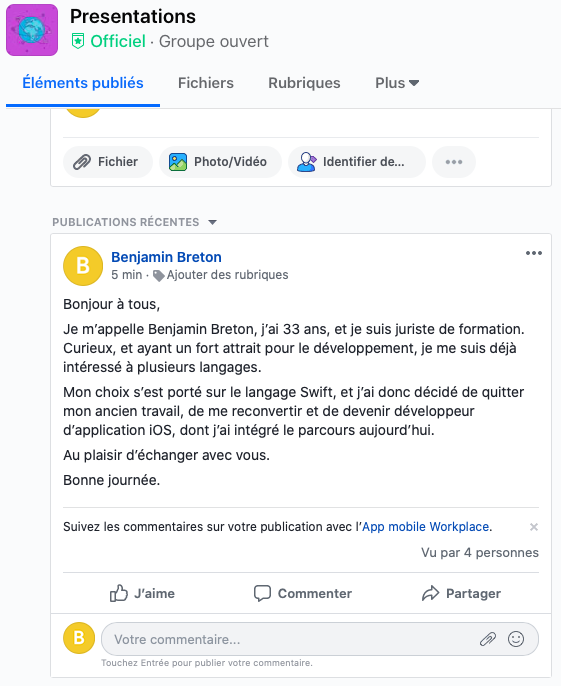 Presentations
Officiel · Groupe ouvert
Éléments publiés Fichiers Rubriques Plus
Fichier Photo/Vidéo Identifier de...
PUBLICATIONS RÉCENTES
B Benjamin Breton
5 min · Ajouter des rubriques
Bonjour à tous,
Je m’appelle Benjamin Breton, j’ai 33 ans, et je suis juriste de formation.
Curieux, et ayant un fort attrait pour le développement, je me suis déjà
intéressé à plusieurs langages.
Mon choix s’est porté sur le langage Swift, et j’ai donc décidé de quitter
mon ancien travail, de me reconvertir et de devenir développeur
d’application iOS, dont j’ai intégré le parcours aujourd’hui.
Au plaisir d’échanger avec vous.
Bonne journée.
Suivez les commentaires sur votre publication avec l’App mobile Workplace.
Vu par 4 personnes
J’aime Commenter Partager
B Votre commentaire...
Touchez Entrée pour publier votre commentaire.